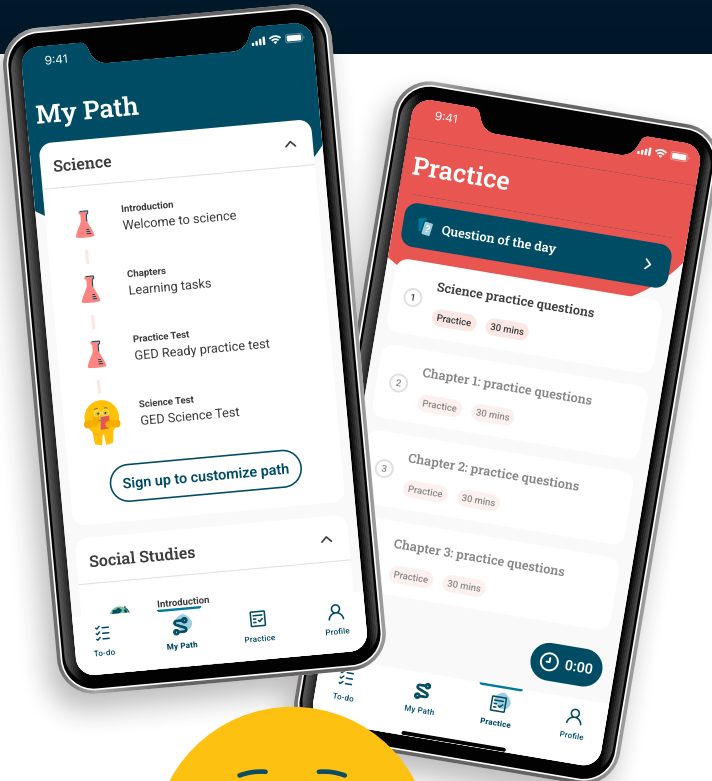 9:41
My Path
Science
Introduction
Welcome to science
Chapters
Learning tasks
Practice Test
GED Ready practice test
Science Test
GED Science Test
Sign up to customize path
Social Studies
Introduction
To-do
My Path
Practice
Profile
9:41
Practice
?
Question of the day
1
Science practice questions
Practice
30 mins
2
Chapter 1: practice questions
Practice
30 mins
3
Chapter 2: practice questions
Practice
30 mins
Chapter 3: practice questions
Practice
30 mins
0:00
To-do
My Path
Practice
Profile